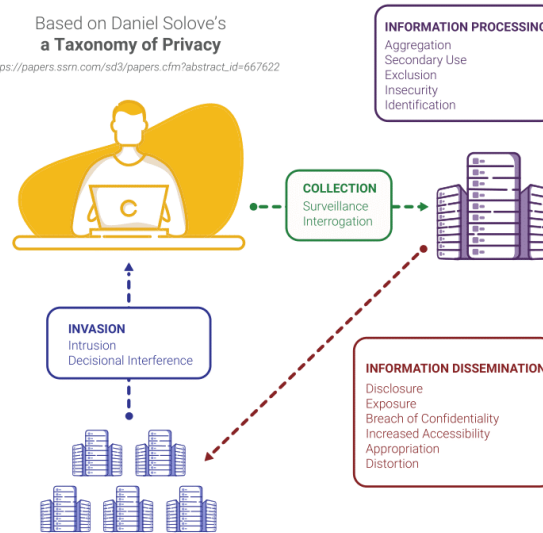 Based on Daniel Solove's
a Taxonomy of Privacy
ps://papers.ssrn.com/sd3/papers.cfm?abstract_id=667622
INFORMATION PROCESSING
Aggregation
Secondary Use
Exclusion
Insecurity
Identification
C
COLLECTION
Surveillance
Interrogation
INVASION
Intrusion
Decisional Interference
INFORMATION DISSEMINATION
Disclosure
Exposure
Breach of Confidentiality
Increased Accessibility
Appropriation
Distortion